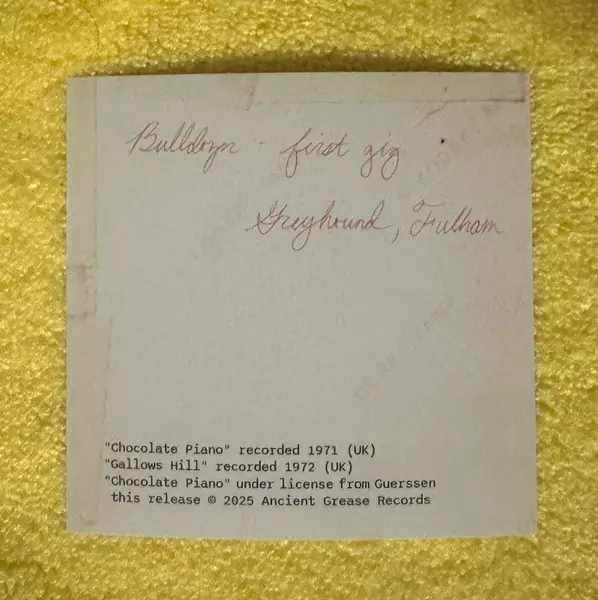 Bulldozer - first gig
Greyhound, Fulham
"Chocolate Piano" recorded 1971 (UK)
"Gallows Hill" recorded 1972 (UK)
"Chocolate Piano" under license from Guerssen
this release © 2025 Ancient Grease Records